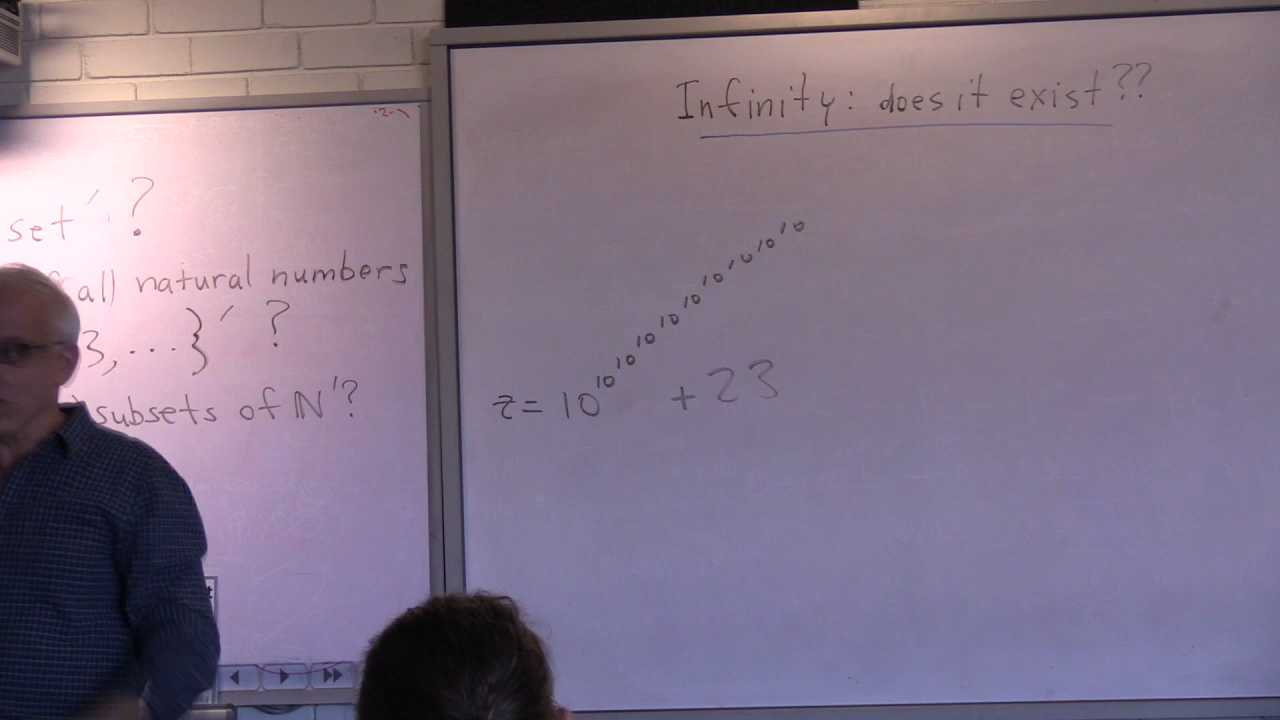 set' ?
all natural numbers
3, ...}' ?
subsets of ℕ'?
Infinity: does it exist??
z = 10^10^10^10^10^10^10^10^10^10 + 23